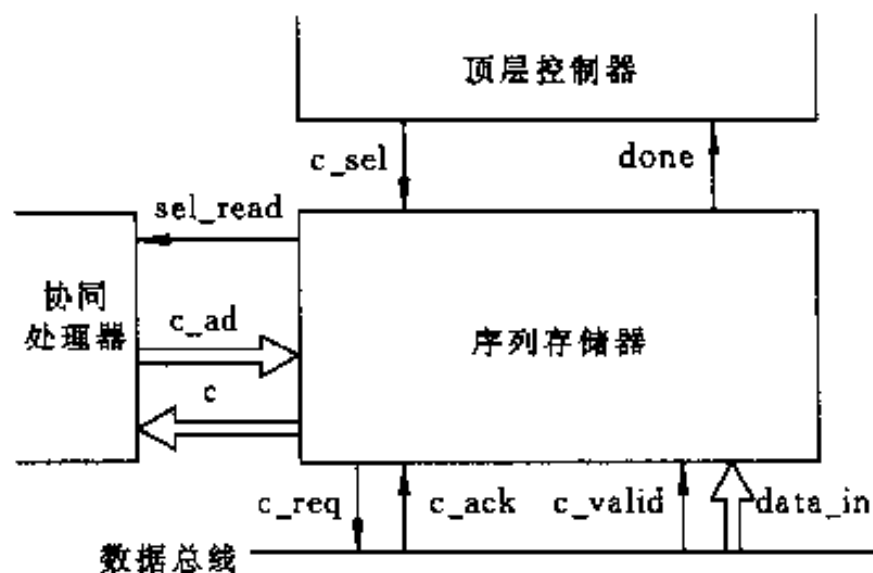 顶层控制器
c_sel
done
sel_read
协同
处理器
c_ad
序列存储器
c
c_req
c_ack
c_valid
data_in
数据总线